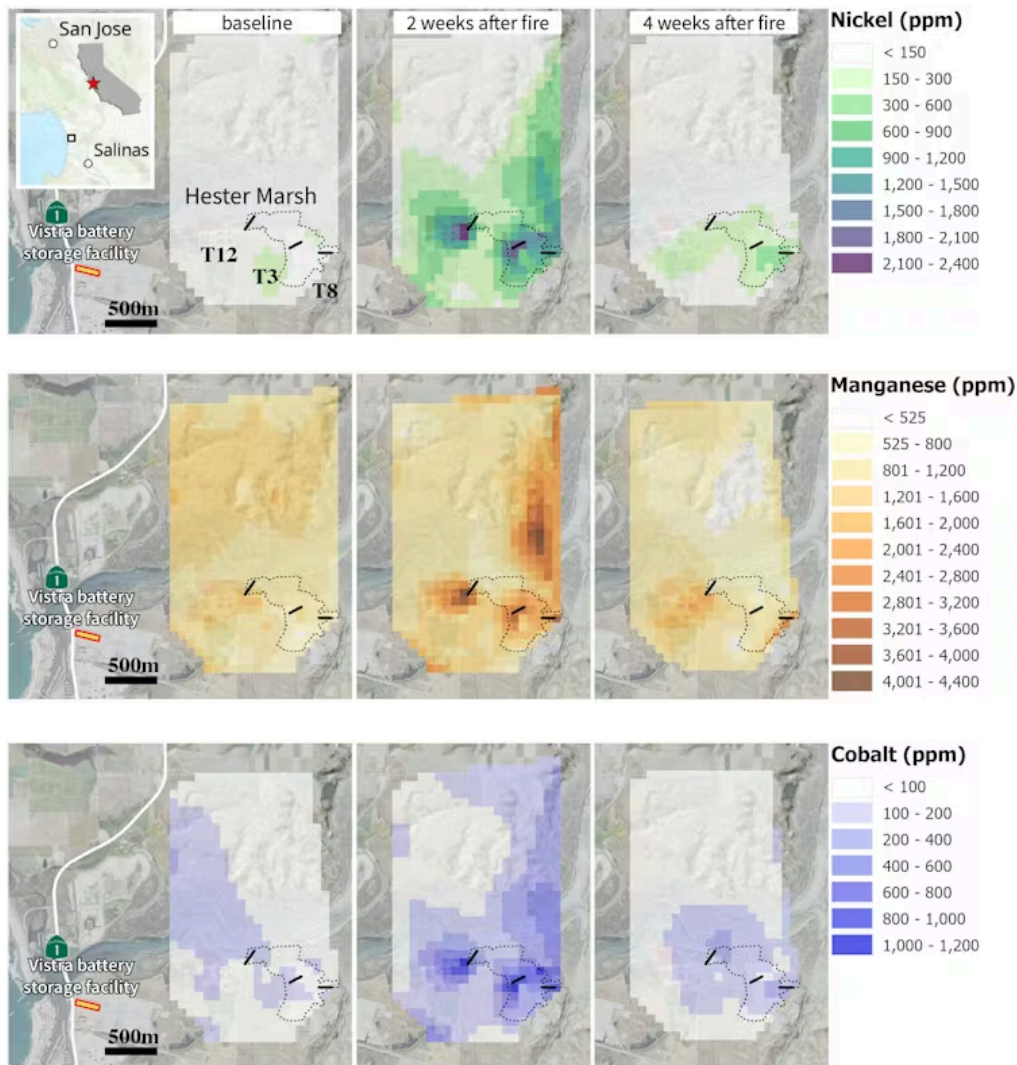 San Jose
Salinas
baseline
2 weeks after fire
4 weeks after fire
Nickel (ppm)
< 150
150 - 300
300 - 600
600 - 900
900 - 1,200
1,200 - 1,500
1,500 - 1,800
1,800 - 2,100
2,100 - 2,400
Hester Marsh
1
Vistra battery
storage facility
T12
T3
T8
500m
Manganese (ppm)
< 525
525 - 800
801 - 1,200
1,201 - 1,600
1,601 - 2,000
2,001 - 2,400
2,401 - 2,800
2,801 - 3,200
3,201 - 3,600
3,601 - 4,000
4,001 - 4,400
1
Vistra battery
storage facility
500m
Cobalt (ppm)
< 100
100 - 200
200 - 400
400 - 600
600 - 800
800 - 1,000
1,000 - 1,200
1
Vistra battery
storage facility
500m